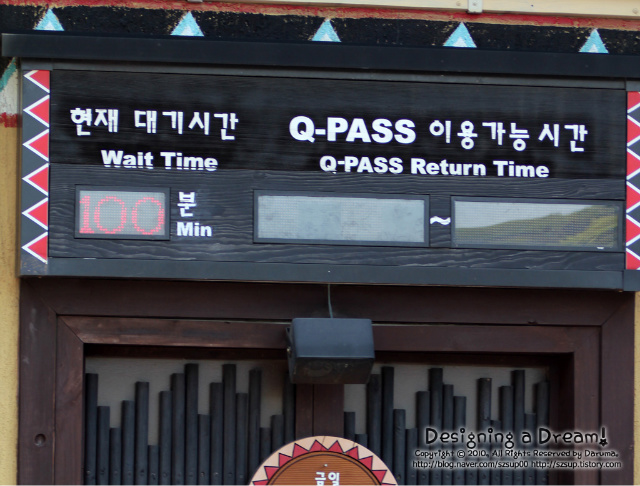 현재 대기시간
Wait Time
100
분
Min
Q-PASS 이용가능 시간
Q-PASS Return Time
~
금일
Designing a Dream!
Copyright © 2010. All Rights Reserved by Daruma.
http://blog.naver.com/szsup00 http://szsup.tistory.com